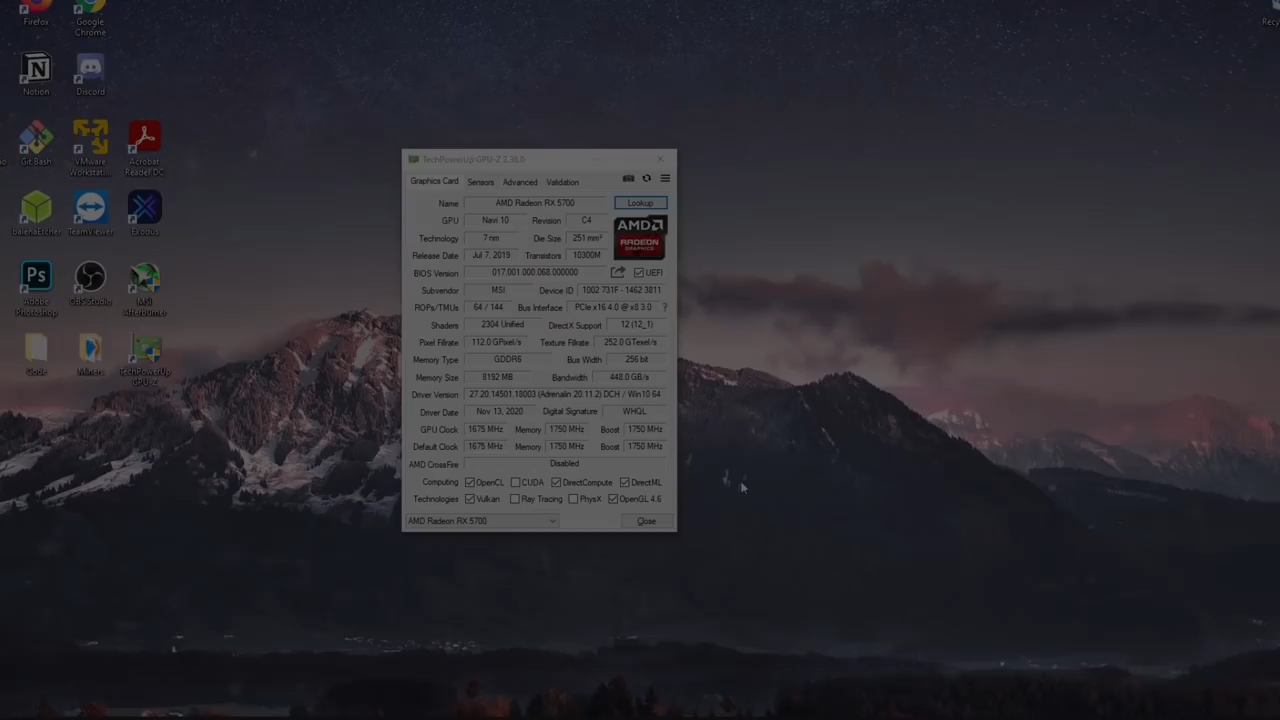 Firefox
Google
Chrome
Notion
Discord
Git Bash
VMware
Workstati...
Acrobat
Reader DC
balenaEtcher
TeamViewer
Exodus
Ps
Adobe
Photoshop
OBS Studio
MSI
Afterburner
Code
Miners
TechPowerUp
GPU-Z
TechPowerUp GPU-Z 2.36.0
Graphics Card Sensors Advanced Validation
Name AMD Radeon RX 5700 Lookup
GPU Navi 10 Revision C4
AMD
RADEON
GRAPHICS
Technology 7 nm Die Size 251 mm²
Release Date Jul 7, 2019 Transistors 10300M
BIOS Version 017.001.000.068.000000 UEFI
Subvendor MSI Device ID 1002 731F - 1462 3811
ROPs/TMUs 64 / 144 Bus Interface PCIe x16 4.0 @ x8 3.0 ?
Shaders 2304 Unified DirectX Support 12 (12_1)
Pixel Fillrate 112.0 GPixel/s Texture Fillrate 252.0 GTexel/s
Memory Type GDDR6 Bus Width 256 bit
Memory Size 8192 MB Bandwidth 448.0 GB/s
Driver Version 27.20.14501.18003 (Adrenalin 20.11.2) DCH / Win10 64
Driver Date Nov 13, 2020 Digital Signature WHQL
GPU Clock 1675 MHz Memory 1750 MHz Boost 1750 MHz
Default Clock 1675 MHz Memory 1750 MHz Boost 1750 MHz
AMD CrossFire Disabled
Computing OpenCL CUDA DirectCompute DirectML
Technologies Vulkan Ray Tracing PhysX OpenGL 4.6
AMD Radeon RX 5700 Close